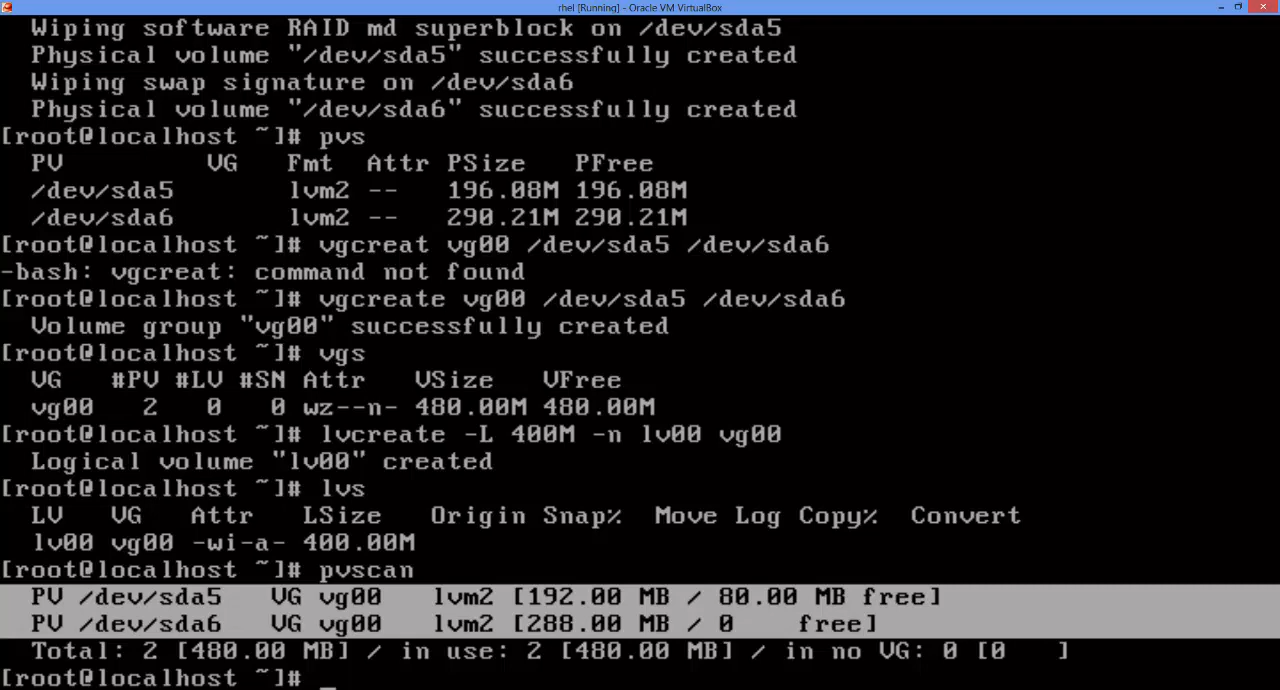 rhel [Running] - Oracle VM VirtualBox
Wiping software RAID md superblock on /dev/sda5
Physical volume "/dev/sda5" successfully created
Wiping swap signature on /dev/sda6
Physical volume "/dev/sda6" successfully created
[root@localhost ~]# pvs
PV VG Fmt Attr PSize PFree
/dev/sda5 lvm2 -- 196.08M 196.08M
/dev/sda6 lvm2 -- 290.21M 290.21M
[root@localhost ~]# vgcreat vg00 /dev/sda5 /dev/sda6
-bash: vgcreat: command not found
[root@localhost ~]# vgcreate vg00 /dev/sda5 /dev/sda6
Volume group "vg00" successfully created
[root@localhost ~]# vgs
VG #PV #LV #SN Attr VSize VFree
vg00 2 0 0 wz--n- 480.00M 480.00M
[root@localhost ~]# lvcreate -L 400M -n lv00 vg00
Logical volume "lv00" created
[root@localhost ~]# lvs
LV VG Attr LSize Origin Snap% Move Log Copy% Convert
lv00 vg00 -wi-a- 400.00M
[root@localhost ~]# pvscan
PV /dev/sda5 VG vg00 lvm2 [192.00 MB / 80.00 MB free]
PV /dev/sda6 VG vg00 lvm2 [288.00 MB / 0 free]
Total: 2 [480.00 MB] / in use: 2 [480.00 MB] / in no VG: 0 [0 ]
[root@localhost ~]# _